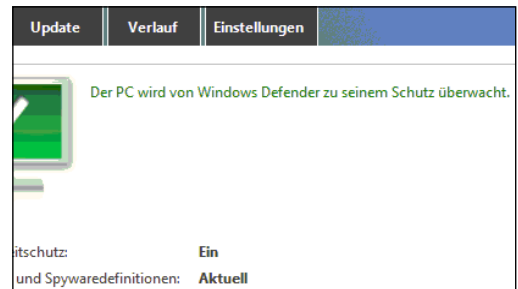 Update Verlauf Einstellungen
Der PC wird von Windows Defender zu seinem Schutz überwacht.
itschutz: Ein
und Spywaredefinitionen: Aktuell